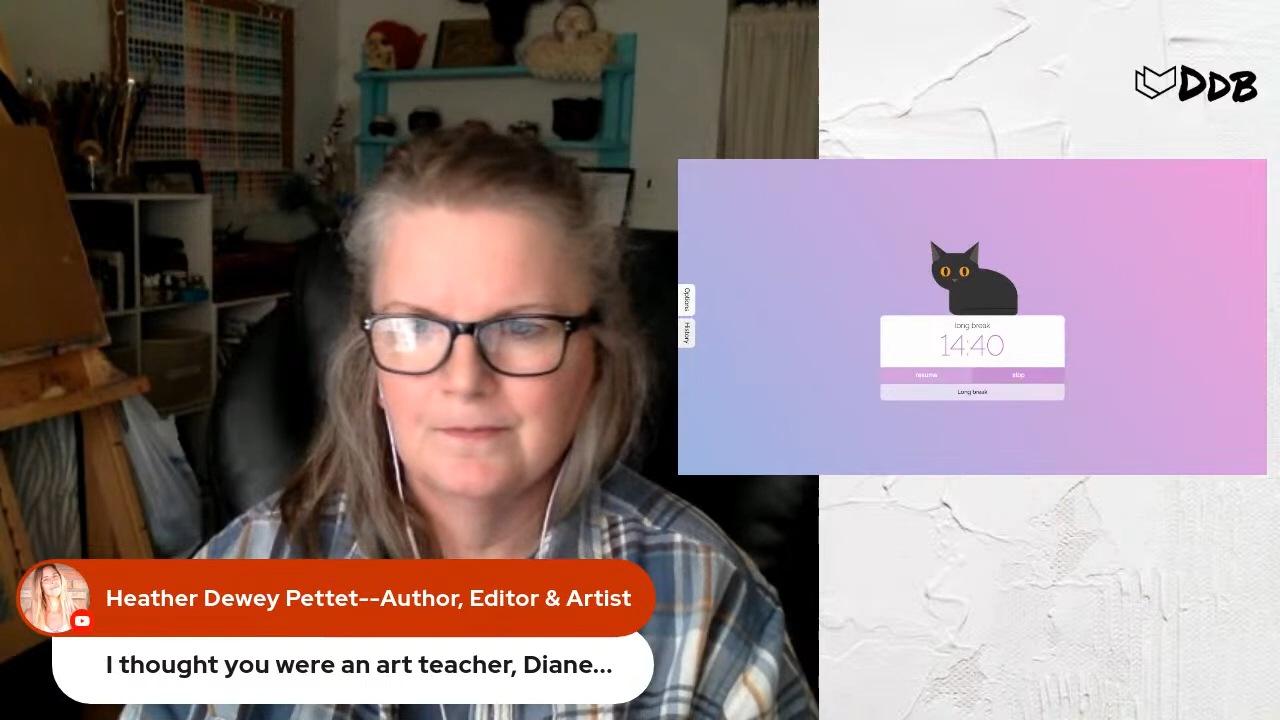 DDB
Options
History
long break
14:40
resume
stop
Long break
Heather Dewey Pettet--Author, Editor & Artist
I thought you were an art teacher, Diane...